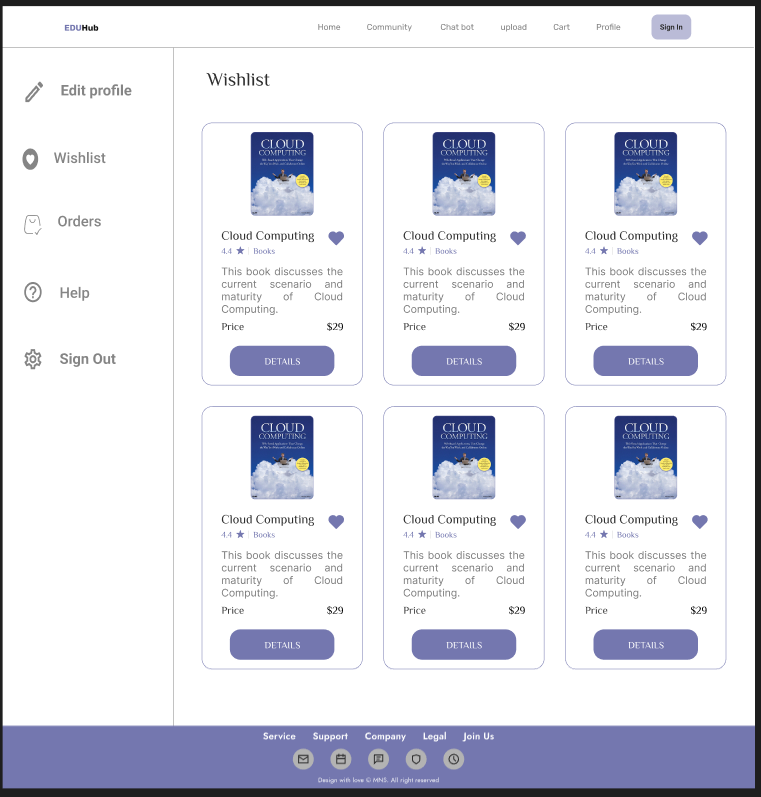 EDUHub
Home Community Chat bot upload Cart Profile Sign In
Edit profile
Wishlist
Orders
Help
Sign Out
Wishlist
CLOUD
COMPUTING
Cloud Computing
4.4 ★ | Books
This book discusses the
current scenario and
maturity of Cloud
Computing.
Price $29
DETAILS
CLOUD
COMPUTING
Cloud Computing
4.4 ★ | Books
This book discusses the
current scenario and
maturity of Cloud
Computing.
Price $29
DETAILS
CLOUD
COMPUTING
Cloud Computing
4.4 ★ | Books
This book discusses the
current scenario and
maturity of Cloud
Computing.
Price $29
DETAILS
CLOUD
COMPUTING
Cloud Computing
4.4 ★ | Books
This book discusses the
current scenario and
maturity of Cloud
Computing.
Price $29
DETAILS
CLOUD
COMPUTING
Cloud Computing
4.4 ★ | Books
This book discusses the
current scenario and
maturity of Cloud
Computing.
Price $29
DETAILS
CLOUD
COMPUTING
Cloud Computing
4.4 ★ | Books
This book discusses the
current scenario and
maturity of Cloud
Computing.
Price $29
DETAILS
Service Support Company Legal Join Us
Design with love © MNS. All right reserved